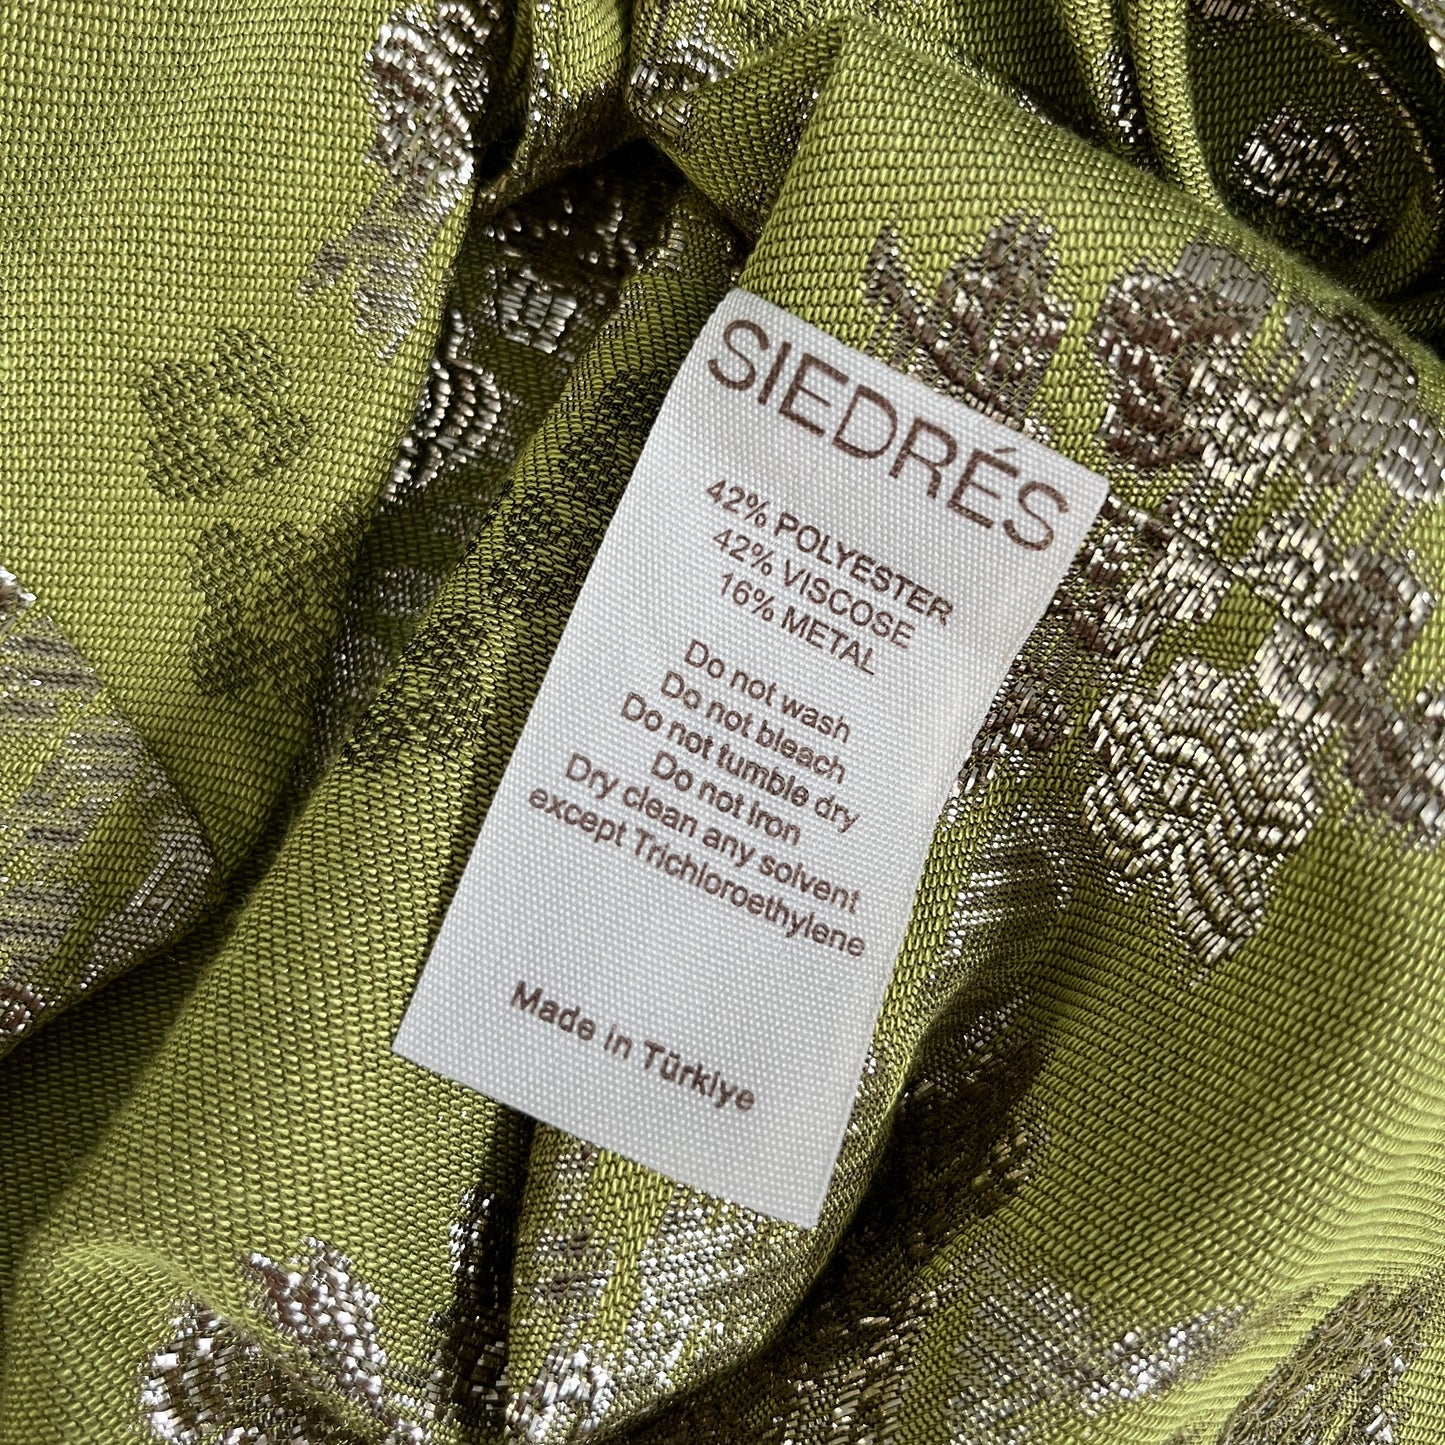 SIEDRÉS
42% POLYESTER
42% VISCOSE
16% METAL
Do not wash
Do not bleach
Do not tumble dry
Do not Iron
Dry clean any solvent
except Trichloroethylene
Made in Türkiye